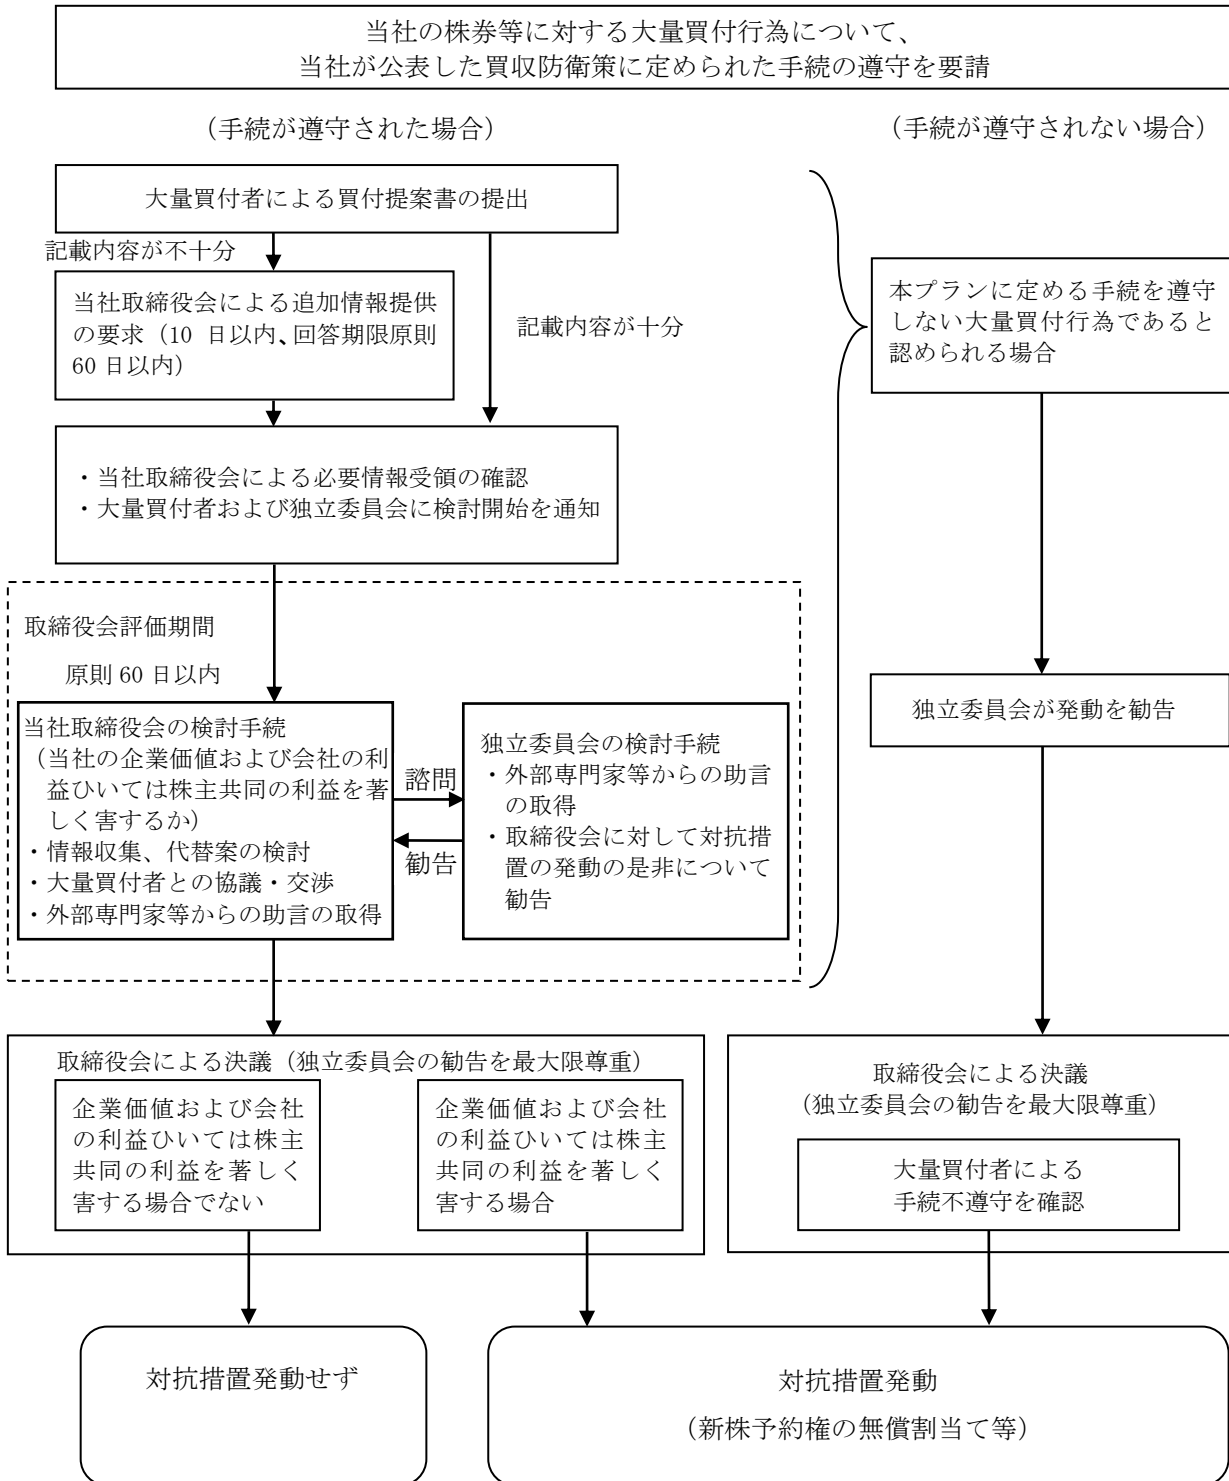 当社の株券等に対する大量買付行為について、
当社が公表した買収防衛策に定められた手続の遵守を要請
（手続が遵守された場合）
（手続が遵守されない場合）
大量買付者による買付提案書の提出
記載内容が不十分
当社取締役会による追加情報提供
の要求（10 日以内、回答期限原則
60 日以内）
記載内容が十分
本プランに定める手続を遵守
しない大量買付行為であると
認められる場合
・当社取締役会による必要情報受領の確認
・大量買付者および独立委員会に検討開始を通知
取締役会評価期間
原則 60 日以内
当社取締役会の検討手続
（当社の企業価値および会社の利
益ひいては株主共同の利益を著
しく害するか）
・情報収集、代替案の検討
・大量買付者との協議・交渉
・外部専門家等からの助言の取得
諮問
勧告
独立委員会の検討手続
・外部専門家等からの助言
の取得
・取締役会に対して対抗措
置の発動の是非について
勧告
独立委員会が発動を勧告
取締役会による決議（独立委員会の勧告を最大限尊重）
企業価値および会社
の利益ひいては株主
共同の利益を著しく
害する場合でない
企業価値および会社
の利益ひいては株主
共同の利益を著しく
害する場合
取締役会による決議
（独立委員会の勧告を最大限尊重）
大量買付者による
手続不遵守を確認
対抗措置発動せず
対抗措置発動
（新株予約権の無償割当て等）